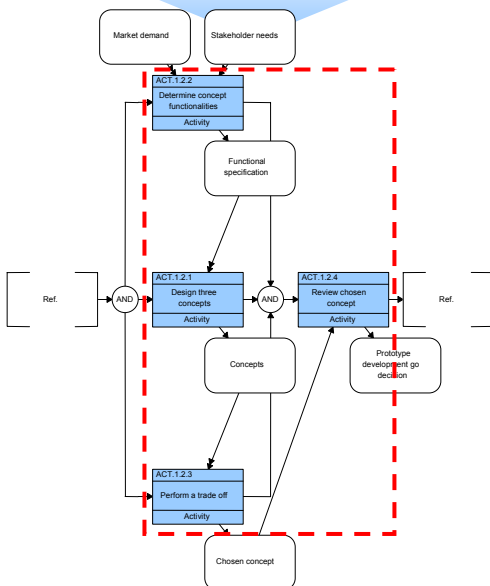 Market demand
Stakeholder needs
ACT.1.2.2
Determine concept
functionalities
Activity
Functional
specification
Ref.
AND
ACT.1.2.1
Design three
concepts
Activity
AND
ACT.1.2.4
Review chosen
concept
Activity
Ref.
Concepts
Prototype
development go
decision
ACT.1.2.3
Perform a trade off
Activity
Chosen concept